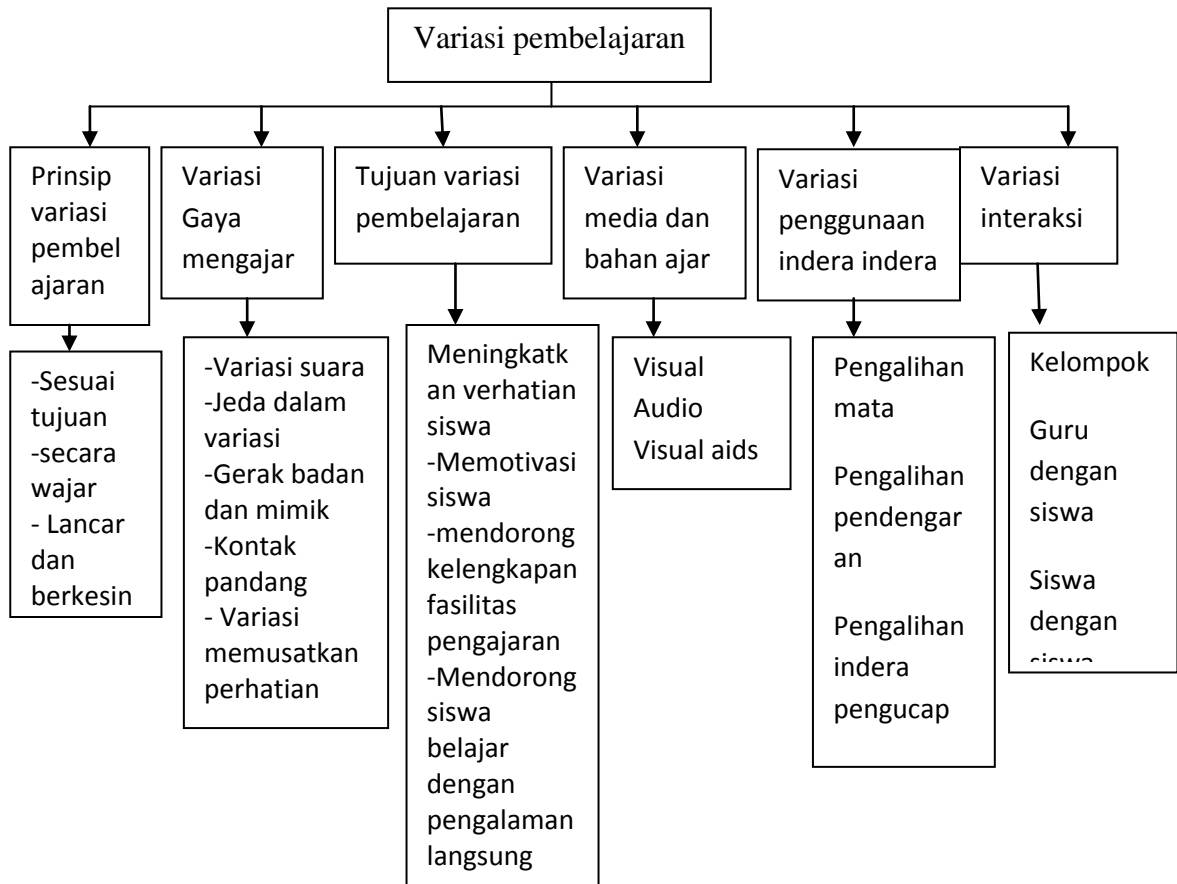 Variasi pembelajaran
Prinsip
variasi
pembel
ajaran
Variasi
Gaya
mengajar
Tujuan variasi
pembelajaran
Variasi
media dan
bahan ajar
Variasi
penggunaan
indera indera
Variasi
interaksi
-Sesuai
tujuan
-secara
wajar
- Lancar
dan
berkesin
-Variasi suara
-Jeda dalam
variasi
-Gerak badan
dan mimik
-Kontak
pandang
- Variasi
memusatkan
perhatian
Meningkatk
an verhatian
siswa
-Memotivasi
siswa
-mendorong
kelengkapan
fasilitas
pengajaran
-Mendorong
siswa
belajar
dengan
pengalaman
langsung
Visual
Audio
Visual aids
Pengalihan
mata
Pengalihan
pendengar
an
Pengalihan
indera
pengucap
Kelompok
Guru
dengan
siswa
Siswa
dengan
siswa